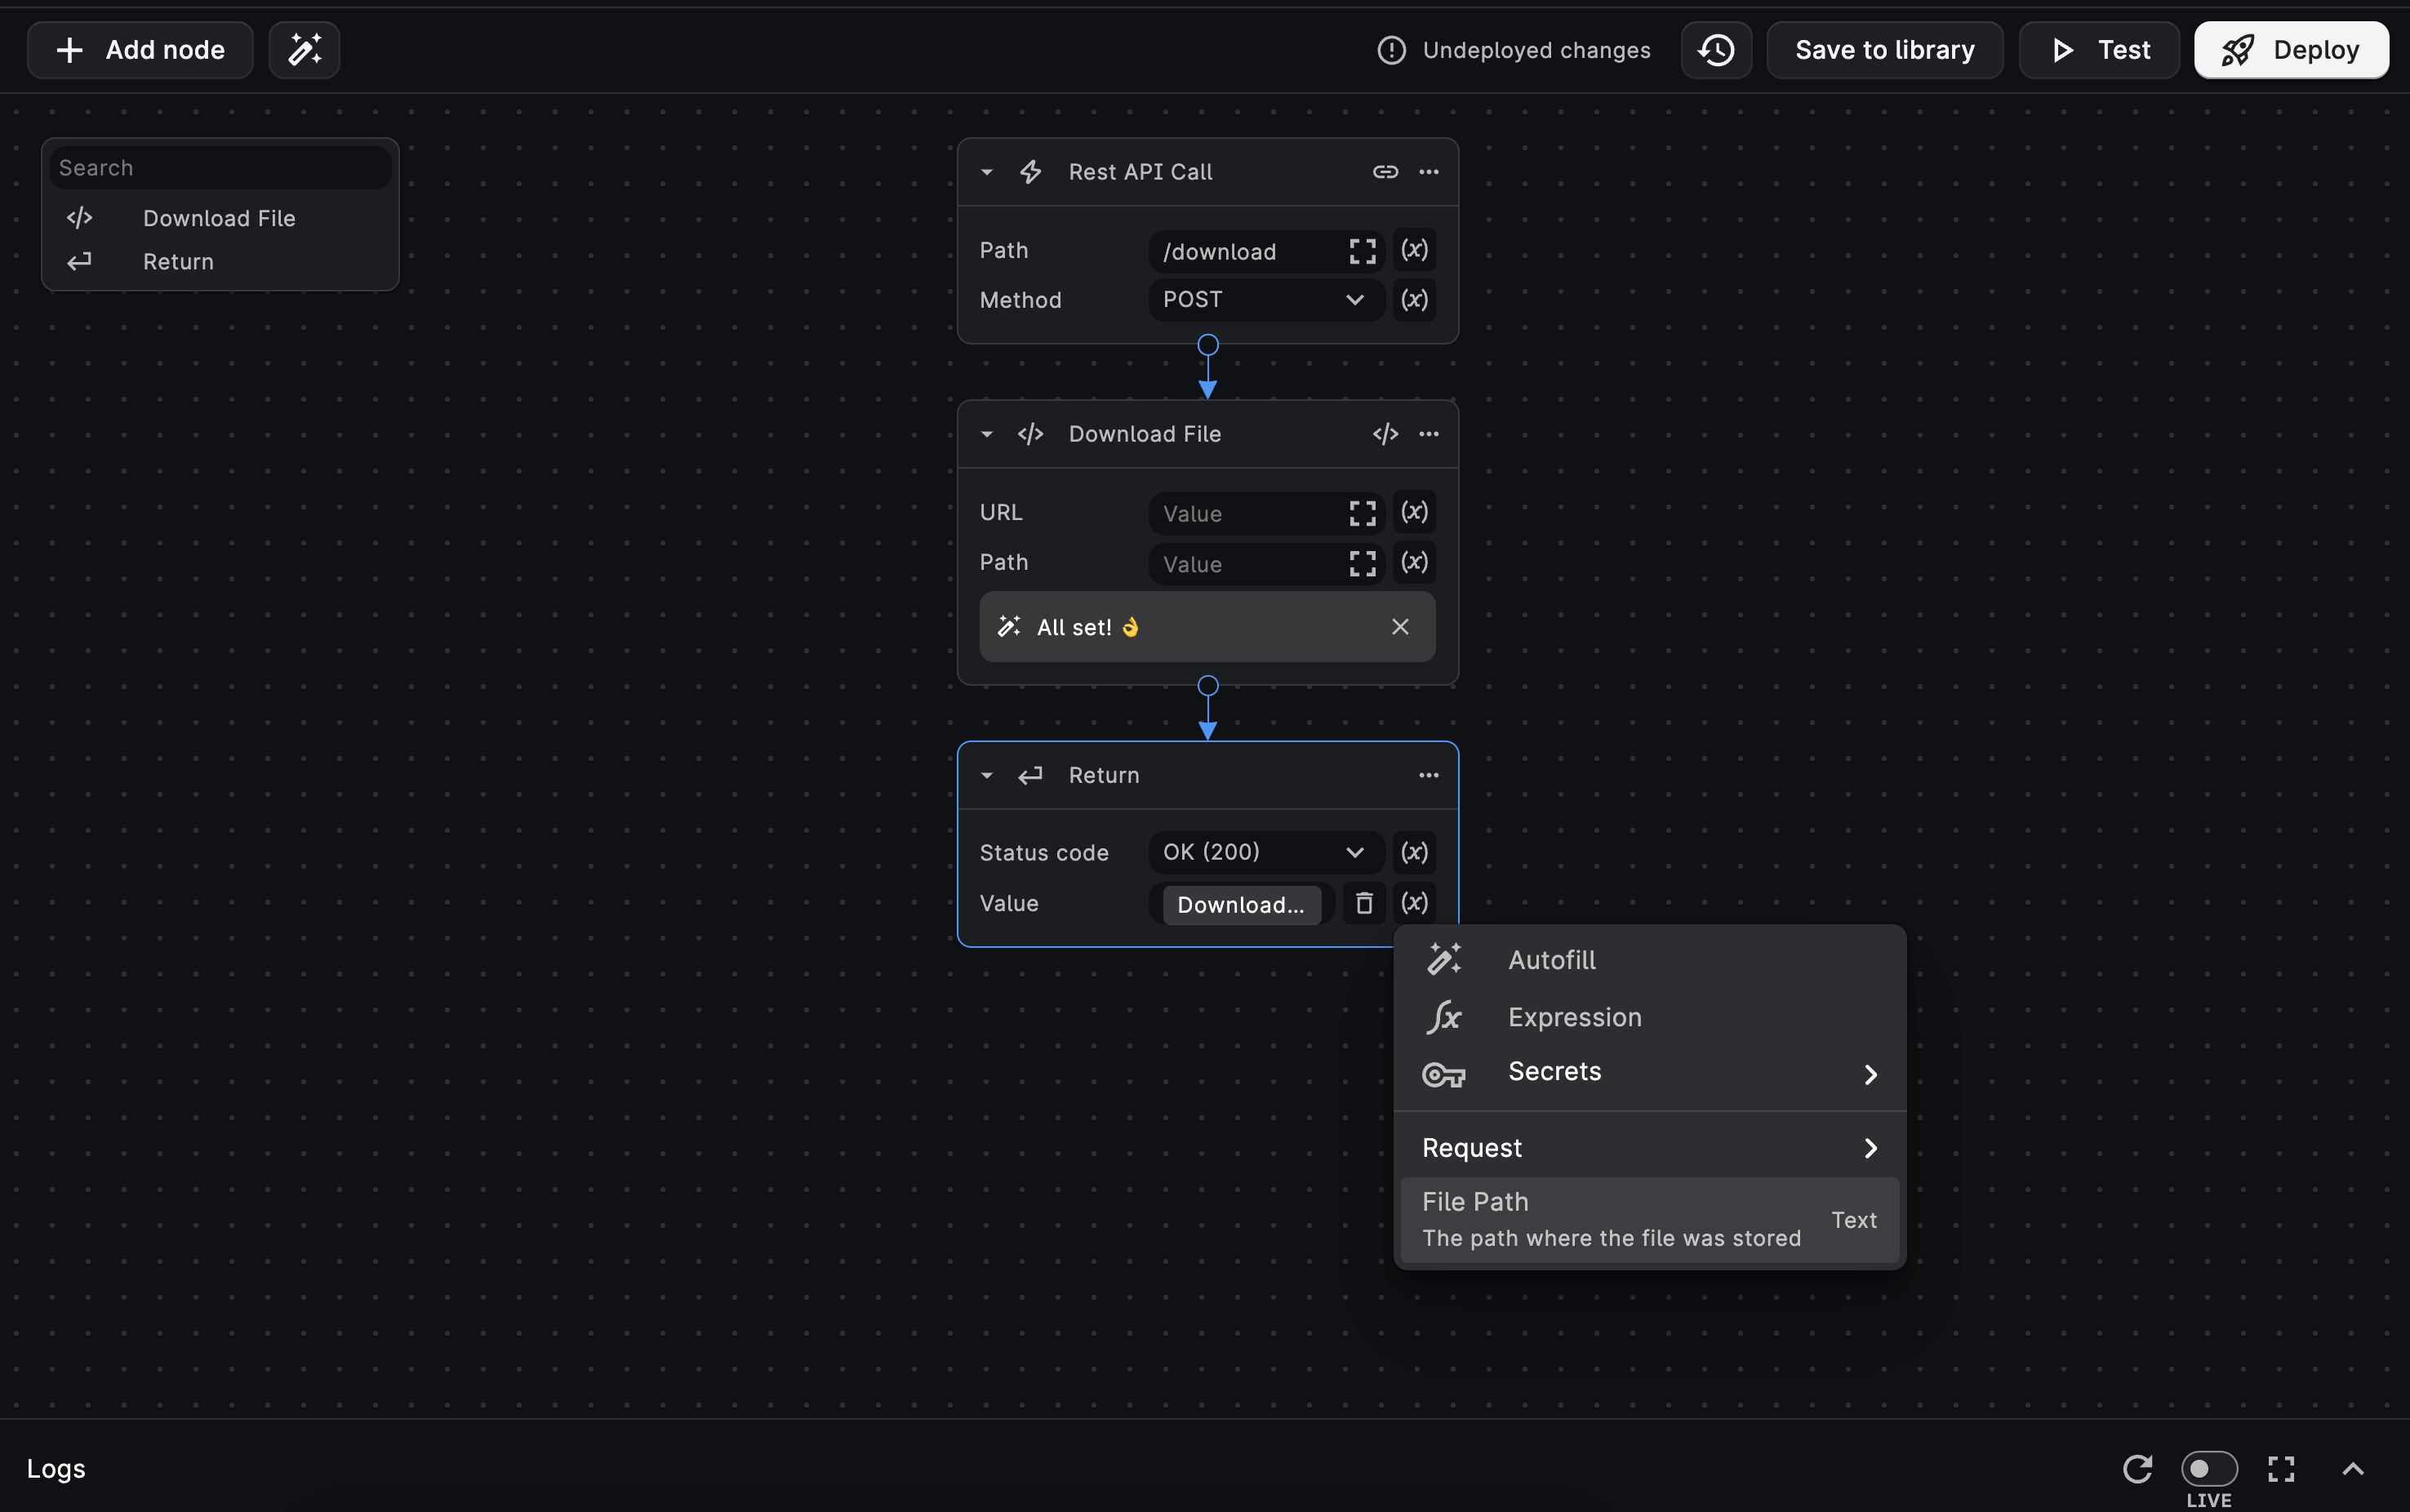 Add node
Undeployed changes
Save to library
Test
Deploy
Search
Download File
Return
Rest API Call
Path
/download
(x)
Method
POST
(x)
Download File
URL
Value
(x)
Path
Value
(x)
All set! 👌
Return
Status code
OK (200)
(x)
Value
Download...
(x)
Autofill
Expression
Secrets
Request
File Path
The path where the file was stored
Text
Logs
LIVE